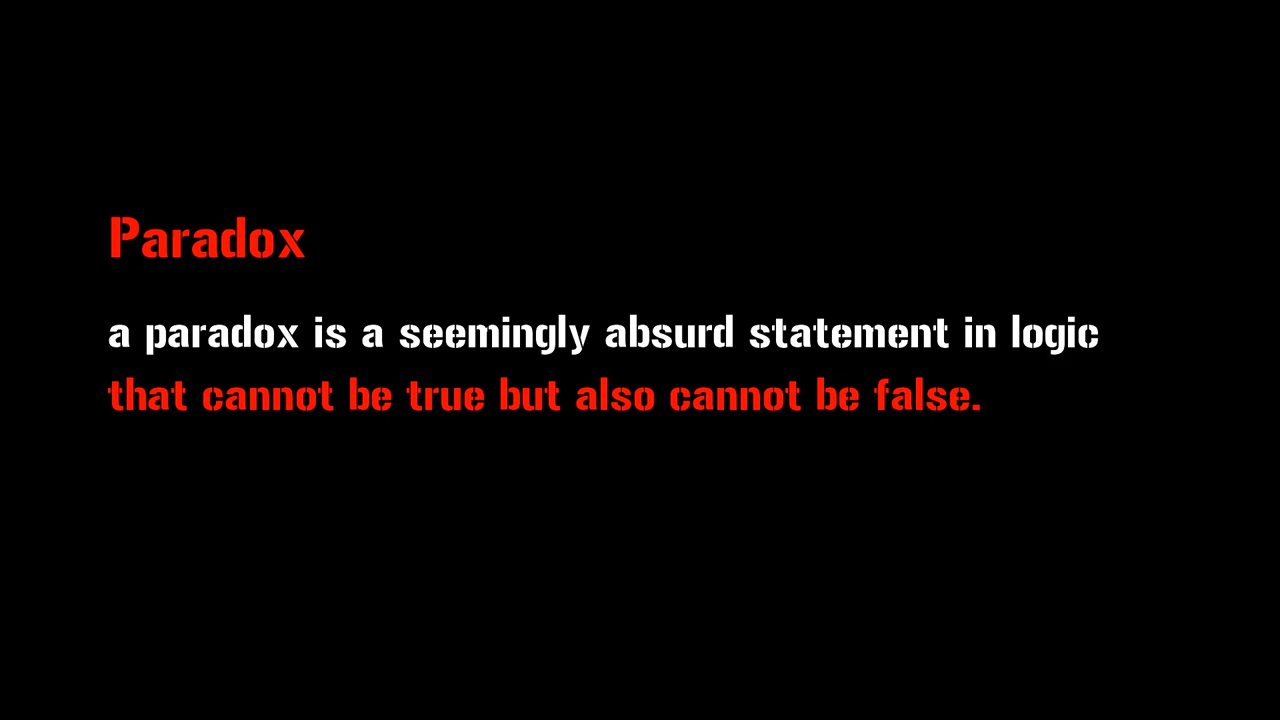 Paradox
a paradox is a seemingly absurd statement in logic
that cannot be true but also cannot be false.